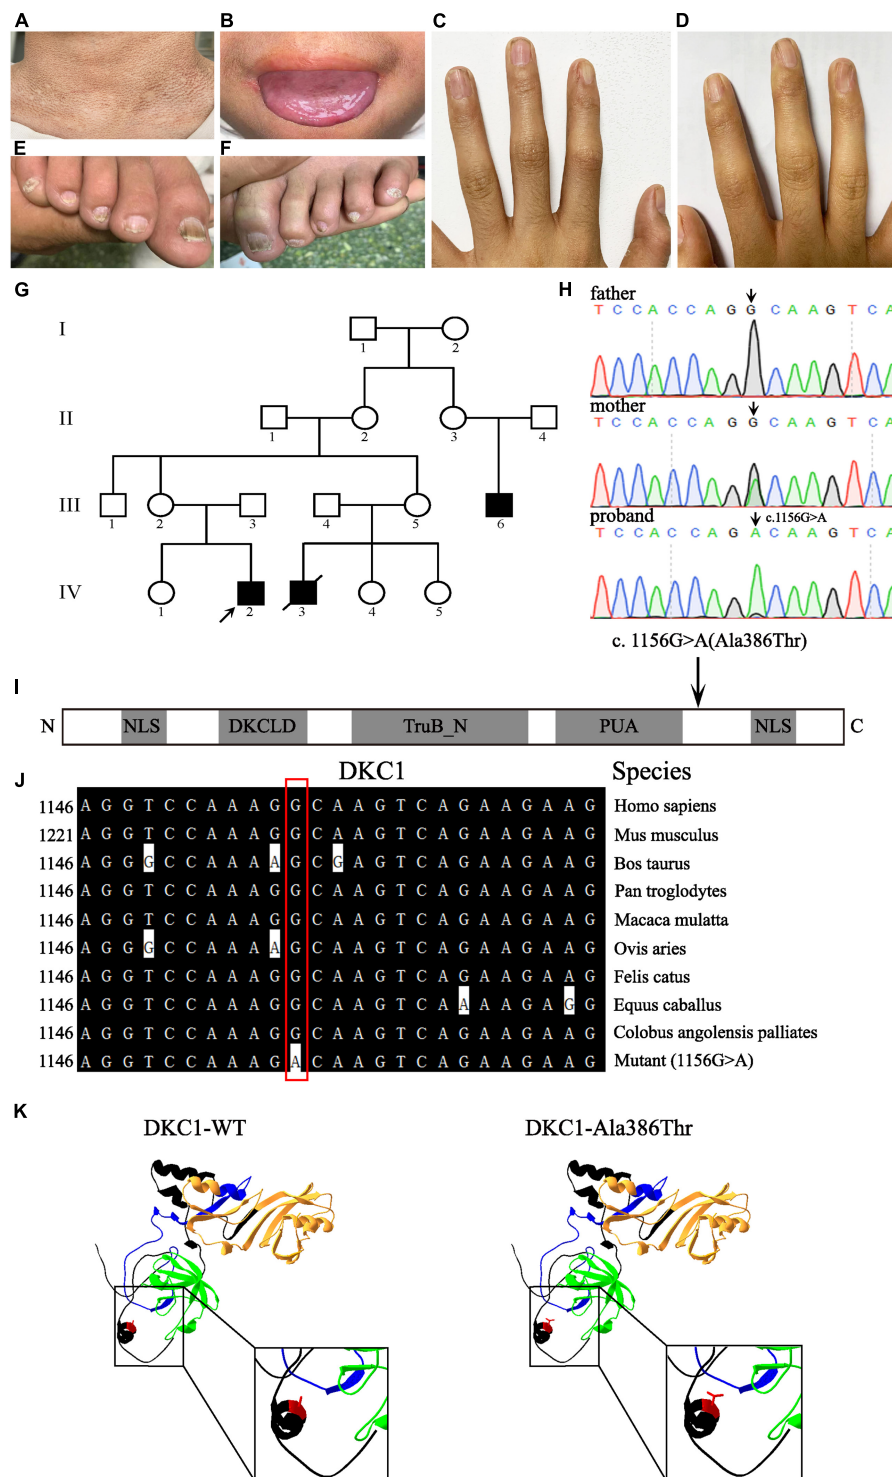 A B C D
E F
G H
I
1 2
II
1 2 3 4
III
1 2 3 4 5 6
IV
1 2 3 4 5
father
T C C A C C A G G C A A G T C A
mother
T C C A C C A G G C A A G T C A
proband c.1156G>A
T C C A C C A G A C A A G T C A
c. 1156G>A(Ala386Thr)
I
N NLS DKCLD TruB_N PUA NLS C
J DKC1 Species
1146 A G G T C C A A A G G C A A G T C A G A A G A A G Homo sapiens
1221 A G G T C C A A A G G C A A G T C A G A A G A A G Mus musculus
1146 A G G G C C A A A A G C G A G T C A G A A G A A G Bos taurus
1146 A G G T C C A A A G G C A A G T C A G A A G A A G Pan troglodytes
1146 A G G T C C A A A G G C A A G T C A G A A G A A G Macaca mulatta
1146 A G G G C C A A A A G C A A G T C A G A A G A A G Ovis aries
1146 A G G T C C A A A G G C A A G T C A G A A G A A G Felis catus
1146 A G G T C C A A A G G C A A G T C A A A A G A G G Equus caballus
1146 A G G T C C A A A G G C A A G T C A G A A G A A G Colobus angolensis palliates
1146 A G G T C C A A A G A C A A G T C A G A A G A A G Mutant (1156G>A)
K
DKC1-WT DKC1-Ala386Thr